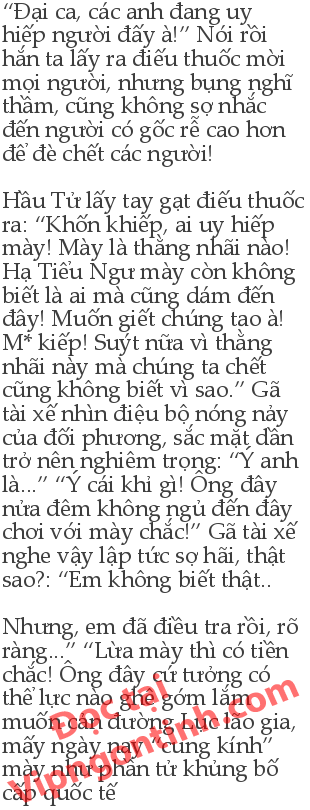 “Đại ca, các anh đang uy
hiếp người đấy à!” Nói rồi
hắn ta lấy ra điếu thuốc mời
mọi người, nhưng bụng nghĩ
thầm, cũng không sợ nhắc
đến người có gốc rễ cao hơn
để đè chết các người!
Hầu Tử lấy tay gạt điếu thuốc
ra: “Khốn khiếp, ai uy hiếp
mày! Mày là thằng nhãi nào!
Hạ Tiểu Ngư mày còn không
biết là ai mà cũng dám đến
đây! Muốn giết chúng tao à!
M* kiếp! Suýt nữa vì thằng
nhãi này mà chúng ta chết
cũng không biết vì sao.” Gã
tài xế nhìn điệu bộ nóng nảy
của đối phương, sắc mặt dần
trở nên nghiêm trọng: “Ý anh
là...” “Ý cái khỉ gì! Ông đây
nửa đêm không ngủ đến đây
chơi với mày chắc!” Gã tài xế
nghe vậy lập tức sợ hãi, thật
sao?: “Em không biết thật..
Nhưng, em đã điều tra rồi, rõ
ràng...” “Lừa mày thì có tiền
chắc! Ông đây cứ tưởng có
thể lực nào ghê gớm lắm
muốn cản đường cục lão gia,
mấy ngày nay “cung kính”
mày như phần tử khủng bố
cấp quốc tế
Đọc tại
Vipngontinh.com